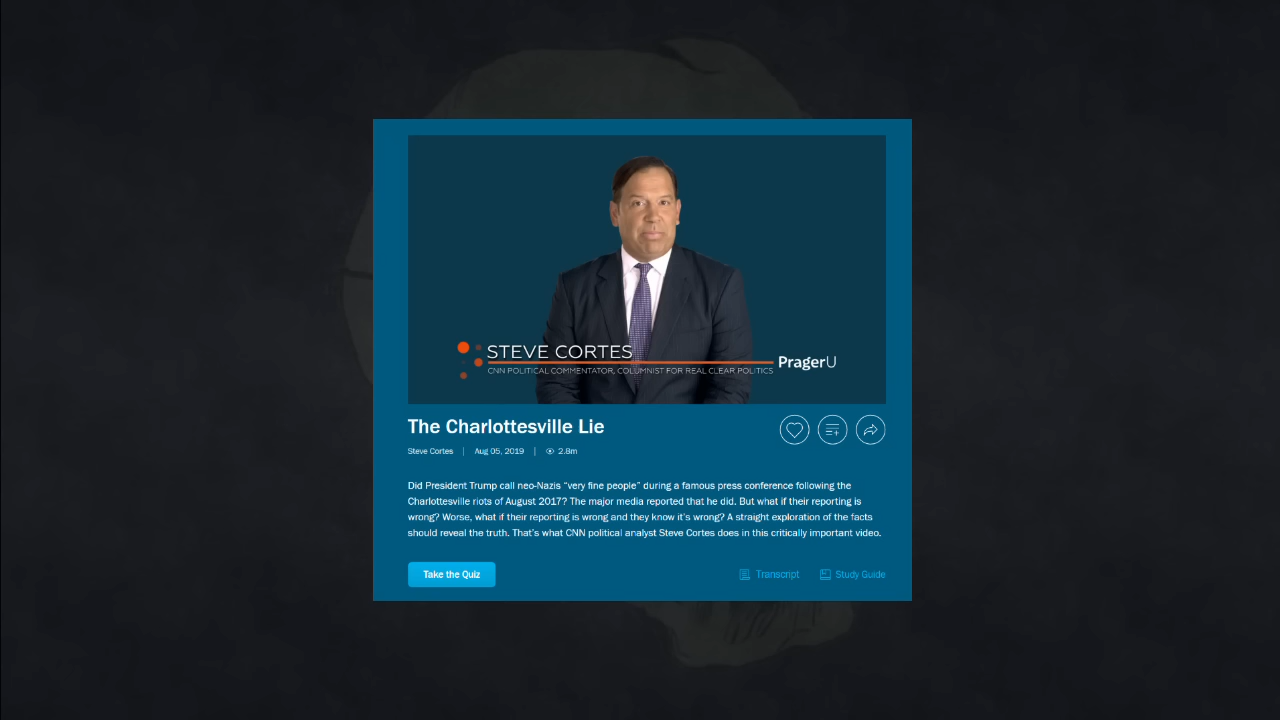 STEVE CORTES
CNN POLITICAL COMMENTATOR, COLUMNIST FOR REAL CLEAR POLITICS
PragerU
The Charlottesville Lie
Steve Cortes | Aug 05, 2019 | 2.8m
Did President Trump call neo-Nazis “very fine people” during a famous press conference following the
Charlottesville riots of August 2017? The major media reported that he did. But what if their reporting is
wrong? Worse, what if their reporting is wrong and they know it’s wrong? A straight exploration of the facts
should reveal the truth. That’s what CNN political analyst Steve Cortes does in this critically important video.
Take the Quiz
Transcript
Study Guide